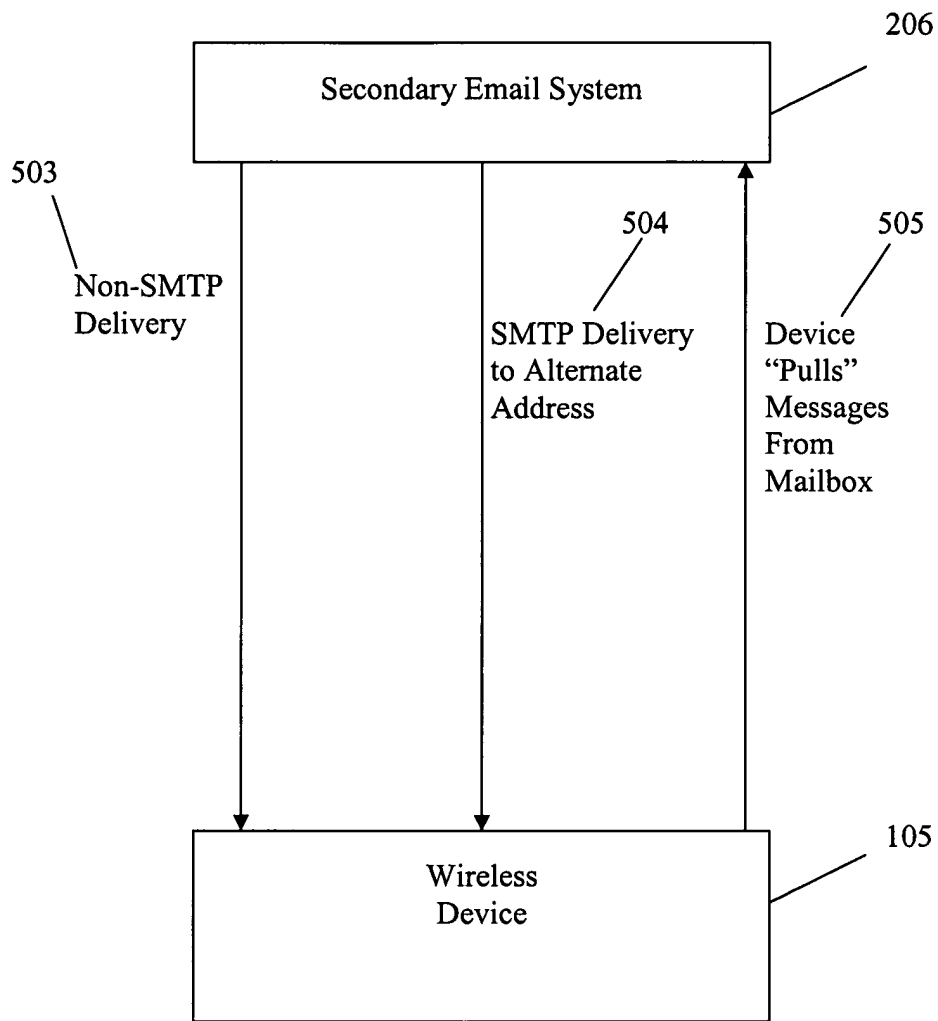 206
Secondary Email System
503
Non-SMTP
Delivery
504
SMTP Delivery
to Alternate
Address
505
Device
“Pulls”
Messages
From
Mailbox
105
Wireless
Device